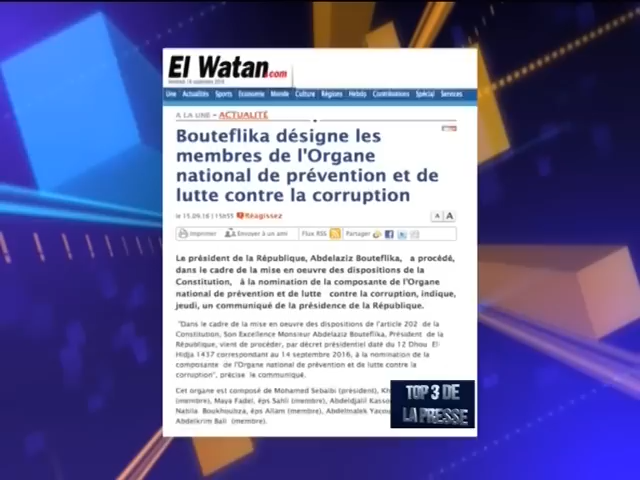 El Watan.com
Une Actualités Sports Economie Monde Culture Régions Hebdo Contributions Spécial Services
A LA UNE ACTUALITÉ
Bouteflika désigne les
membres de l'Organe
national de prévention et de
lutte contre la corruption
le 15.09.16 | 15h55 Réagissez
A A
Imprimer Envoyer à un ami Flux RSS Partager
Le président de la République, Abdelaziz Bouteflika, a procédé,
dans le cadre de la mise en oeuvre des dispositions de la
Constitution, à la nomination de la composante de l'Organe
national de prévention et de lutte contre la corruption, indique,
jeudi, un communiqué de la présidence de la République.
"Dans le cadre de la mise en oeuvre des dispositions de l'article 202 de la
Constitution, Son Excellence Monsieur Abdelaziz Bouteflika, Président de la
République, vient de procéder, par décret présidentiel daté du 12 Dhou El-
Hidja 1437 correspondant au 14 septembre 2016, à la nomination de la
composante de l'Organe national de prévention et de lutte contre la
corruption", précise le communiqué.
Cet organe est composé de Mohamed Sebaibi (président),
(membre), Maya Fadel, éps Sahli (membre), Abdeldjalil
Nabila Boukhoubza, éps Allam (membre), Abdelmalek
Abdelkrim Bali (membre).
TOP 3 DE
LA PRESSE